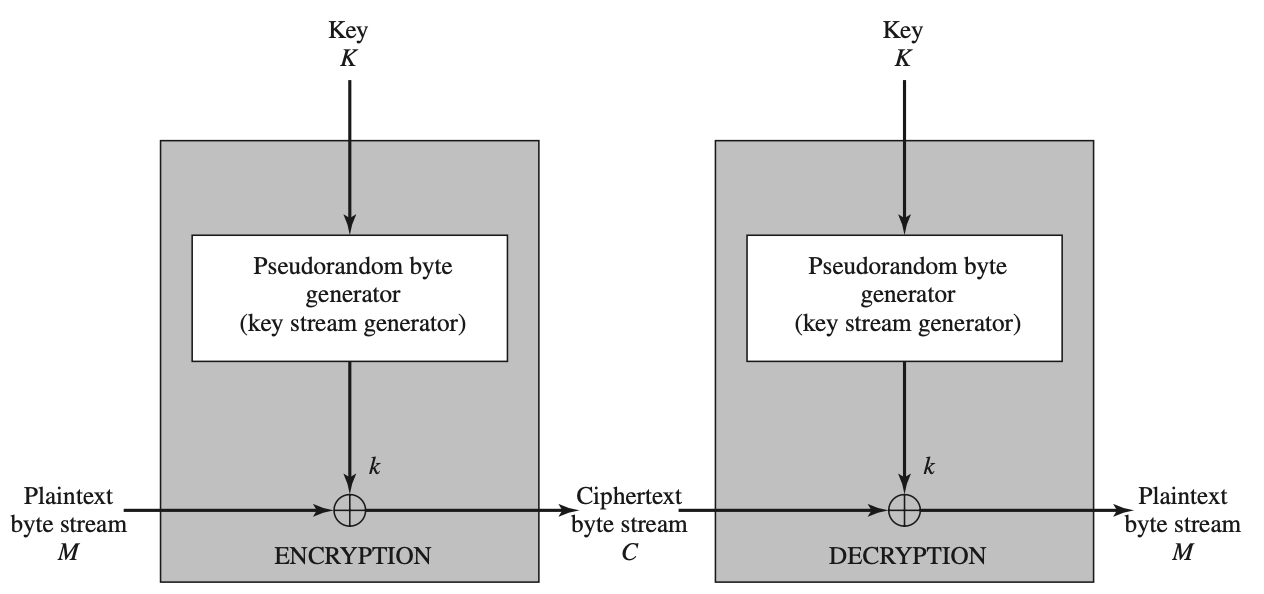 Key
K
Key
K
Pseudorandom byte
generator
(key stream generator)
Pseudorandom byte
generator
(key stream generator)
k
k
Plaintext
byte stream
M
Ciphertext
byte stream
C
Plaintext
byte stream
M
ENCRYPTION
DECRYPTION